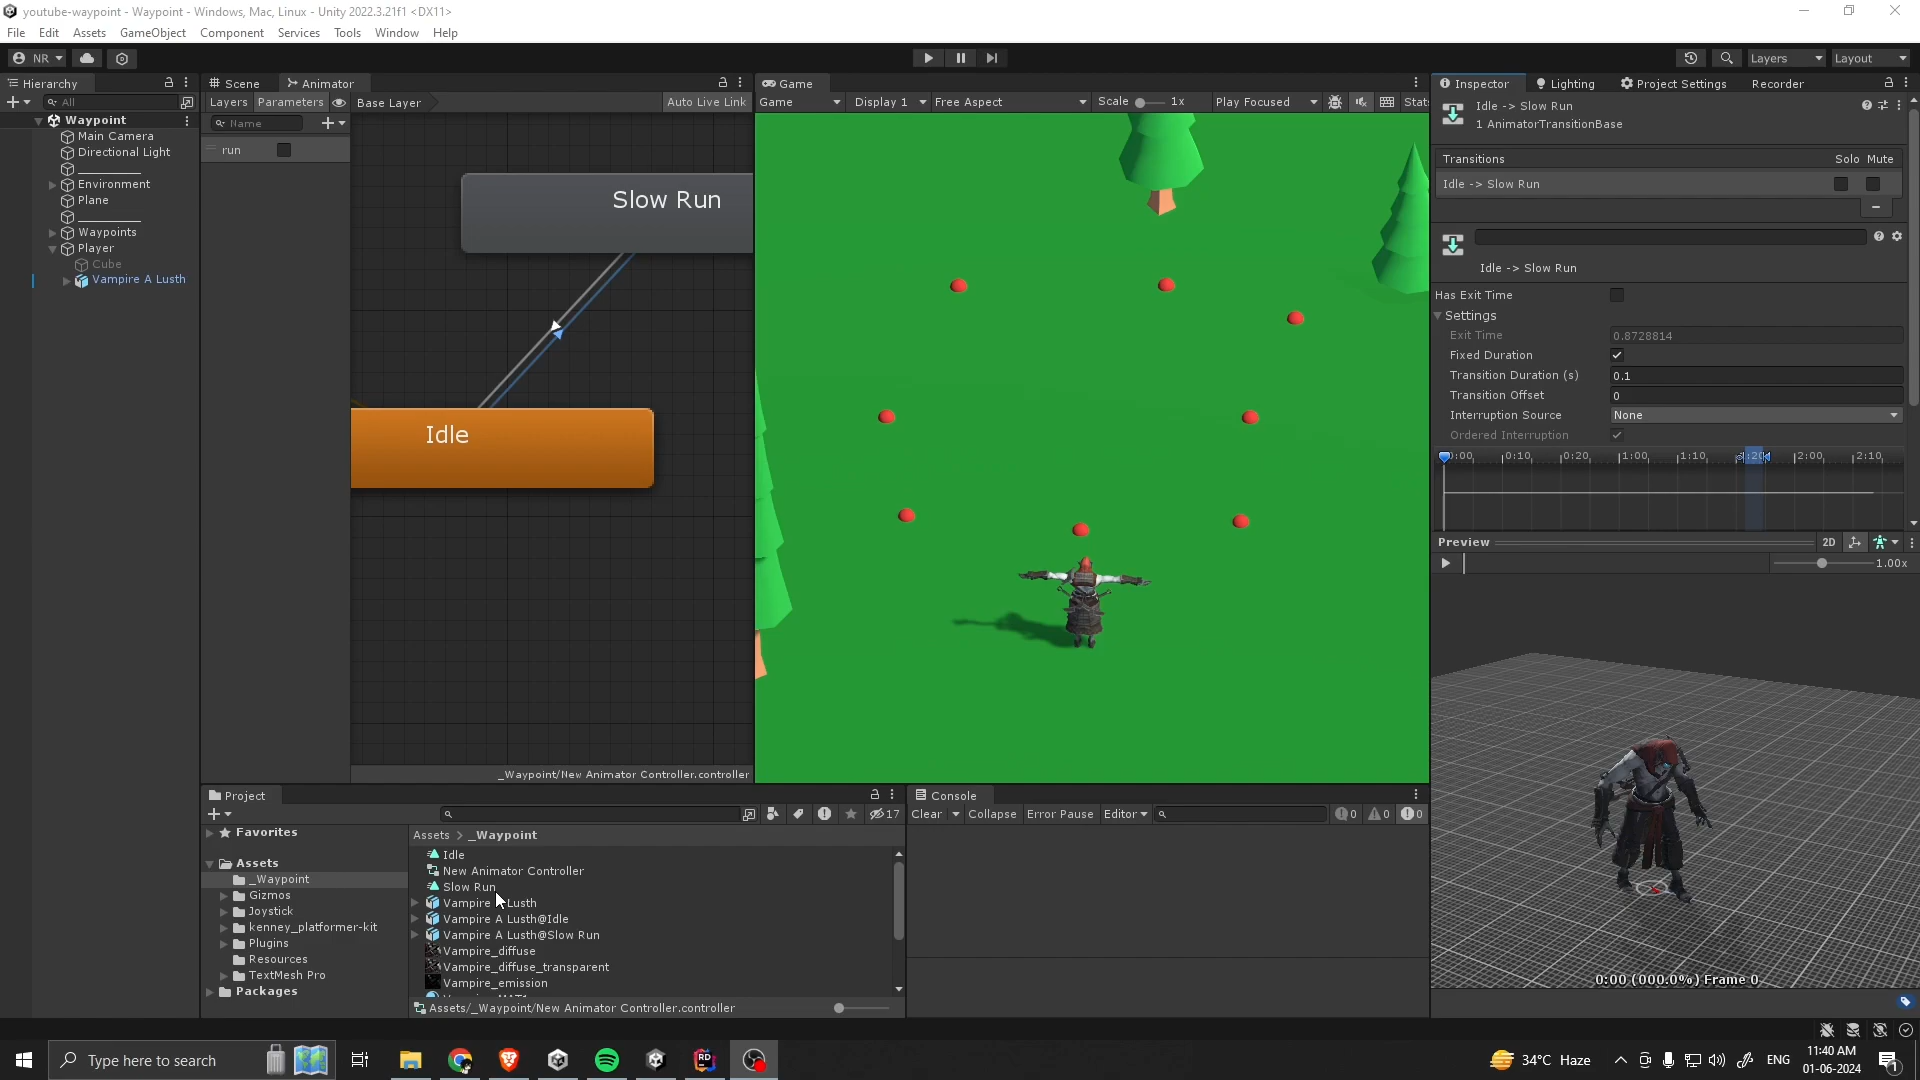 youtube-waypoint - Waypoint - Windows, Mac, Linux - Unity 2022.3.21f1 <DX11>
File Edit Assets GameObject Component Services Tools Window Help
NR
Layers Layout
Hierarchy
All
Waypoint
Main Camera
Directional Light
_________
Environment
Plane
_________
Waypoints
Player
Cube
Vampire A Lusth
Scene Animator
Layers Parameters Base Layer Auto Live Link
Name
run
Slow Run
Idle
_Waypoint/New Animator Controller.controller
Game
Game Display 1 Free Aspect Scale 1x Play Focused Stats
Inspector Lighting Project Settings Recorder
Idle -> Slow Run
1 AnimatorTransitionBase
Transitions Solo Mute
Idle -> Slow Run
Idle -> Slow Run
Has Exit Time
Settings
Exit Time 0.8728814
Fixed Duration
Transition Duration (s) 0.1
Transition Offset 0
Interruption Source None
Ordered Interruption
0:00 0:10 0:20 1:00 1:10 1:20 2:00 2:10
Preview 2D
1.00x
0:00 (000.0%) Frame 0
Project
17
Favorites
Assets
_Waypoint
Gizmos
Joystick
kenney_platformer-kit
Plugins
Resources
TextMesh Pro
Packages
Assets > _Waypoint
Idle
New Animator Controller
Slow Run
Vampire A Lusth
Vampire A Lusth@Idle
Vampire A Lusth@Slow Run
Vampire_diffuse
Vampire_diffuse_transparent
Vampire_emission
Assets/_Waypoint/New Animator Controller.controller
Console
Clear Collapse Error Pause Editor 0 0 0
Type here to search
34°C Haze
ENG
11:40 AM
01-06-2024
1